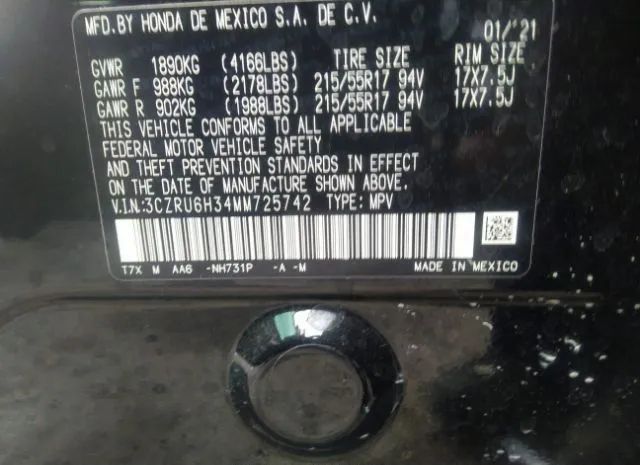 MFD.BY HONDA DE MEXICO S.A. DE C.V. 01/'21
GVWR 1890KG (4166LBS) TIRE SIZE RIM SIZE
GAWR F 988KG (2178LBS) 215/55R17 94V 17X7.5J
GAWR R 902KG (1988LBS) 215/55R17 94V 17X7.5J
THIS VEHICLE CONFORMS TO ALL APPLICABLE
FEDERAL MOTOR VEHICLE SAFETY
AND THEFT PREVENTION STANDARDS IN EFFECT
ON THE DATE OF MANUFACTURE SHOWN ABOVE.
V.I.N.:3CZRU6H34MM725742 TYPE: MPV
T7X M AA6 -NH731P -A -M MADE IN MEXICO